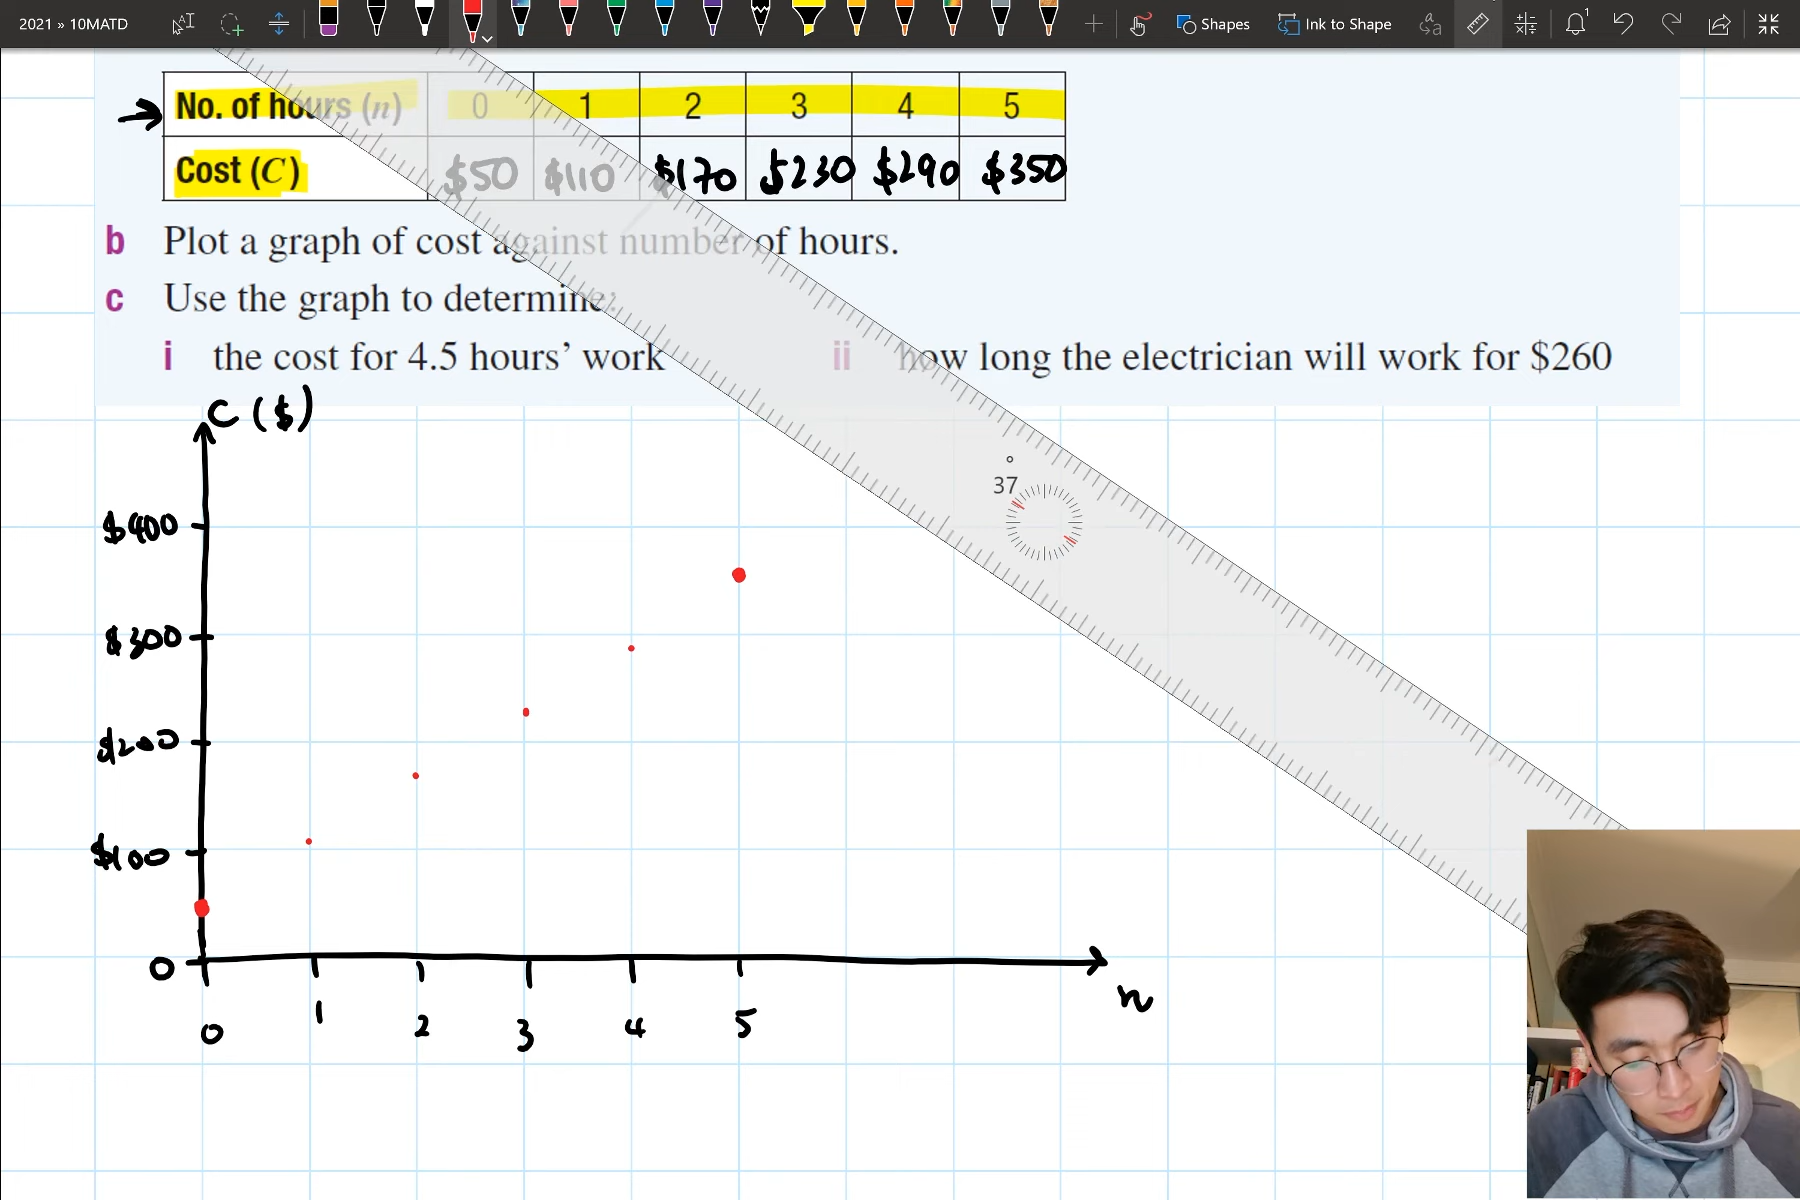 2021 » 10MATD
Shapes
Ink to Shape
1
No. of hours (n) 0 1 2 3 4 5
Cost (C) $50 $110 $170 $230 $290 $350
b Plot a graph of cost against number of hours.
c Use the graph to determine:
i the cost for 4.5 hours’ work ii how long the electrician will work for $260
C ($)
37°
$400
$300
$200
$100
0
n
0 1 2 3 4 5